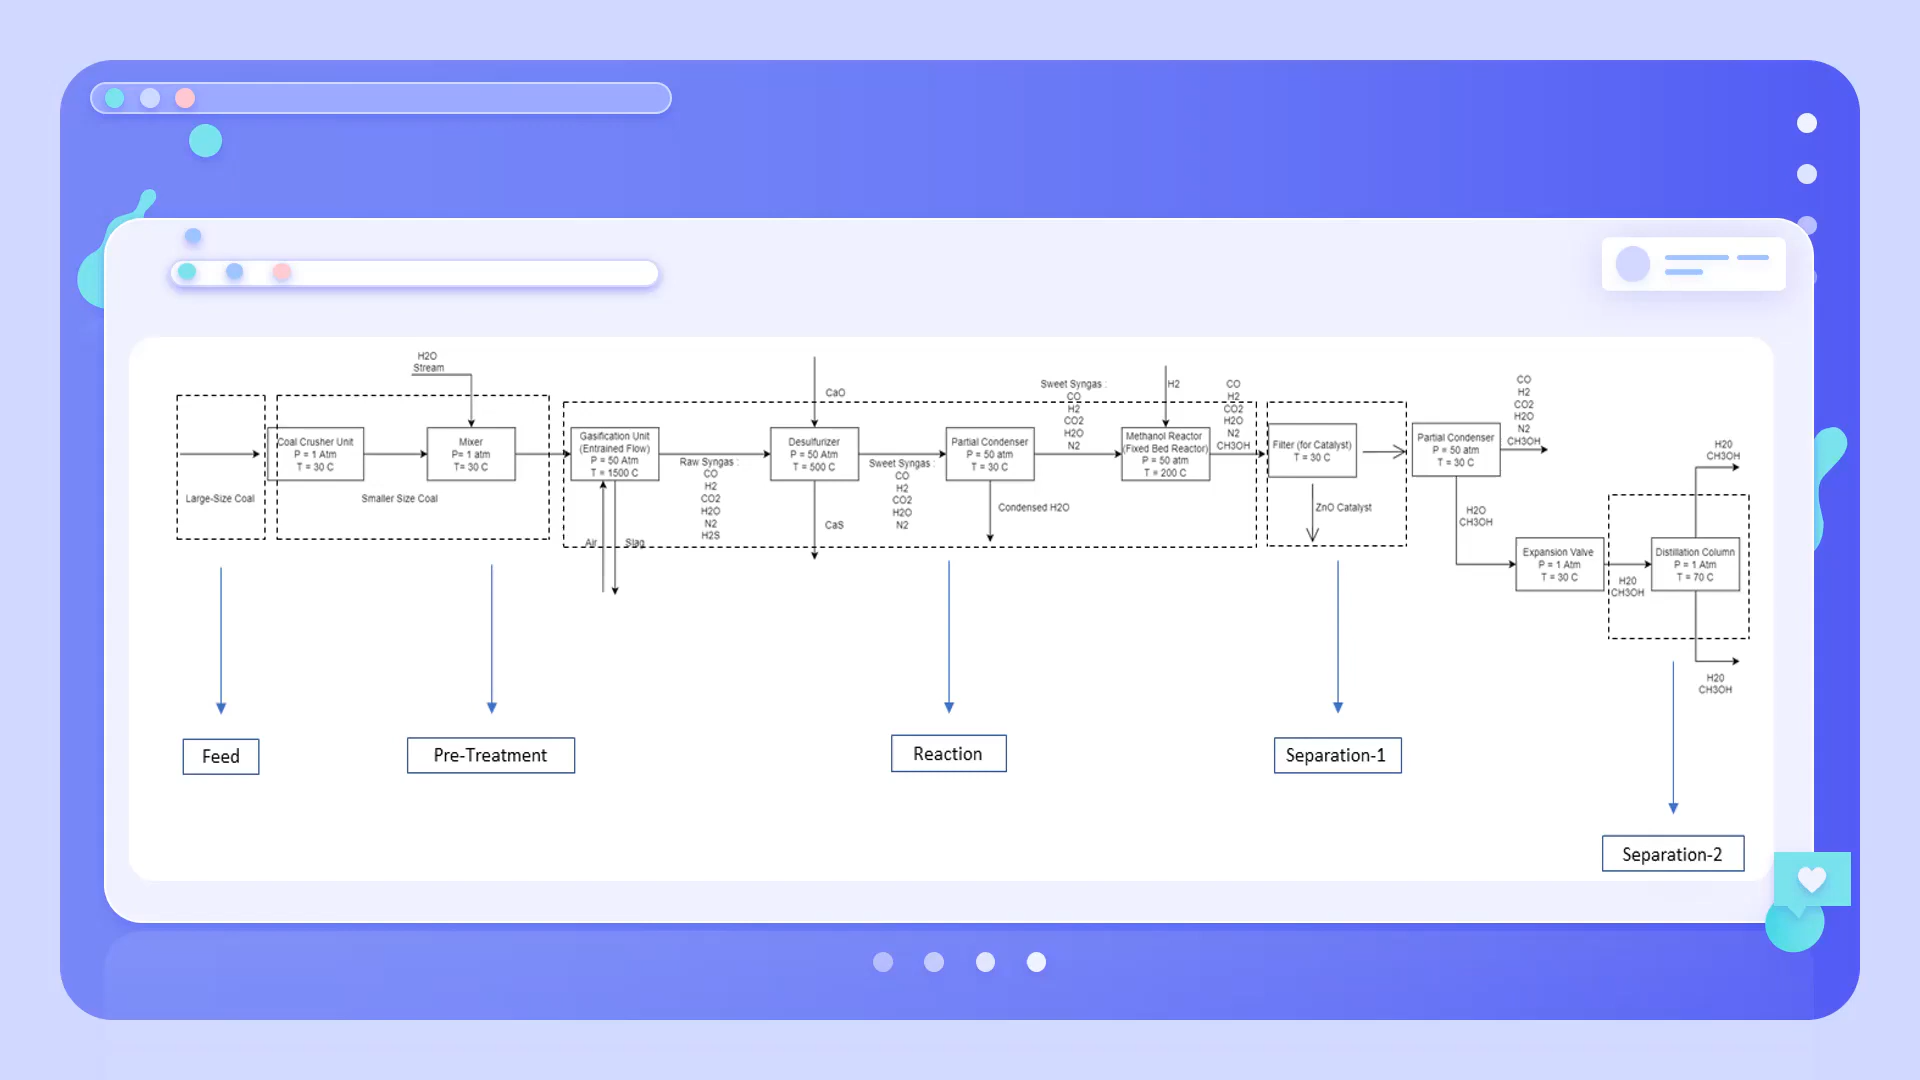 H2O
Stream
Large-Size Coal
Coal Crusher Unit
P = 1 Atm
T = 30 C
Smaller Size Coal
Mixer
P= 1 atm
T= 30 C
Gasification Unit
(Entrained Flow)
P = 50 Atm
T = 1500 C
Air
Slag
Raw Syngas :
CO
H2
CO2
H2O
N2
H2S
CaO
Desulfurizer
P = 50 Atm
T = 500 C
CaS
Sweet Syngas :
CO
H2
CO2
H2O
N2
Partial Condenser
P = 50 atm
T = 30 C
Condensed H2O
Sweet Syngas :
CO
H2
CO2
H2O
N2
H2
Methanol Reactor
(Fixed Bed Reactor)
P = 50 atm
T = 200 C
CO
H2
CO2
H2O
N2
CH3OH
Filter (for Catalyst)
T = 30 C
ZnO Catalyst
Partial Condenser
P = 50 atm
T = 30 C
CO
H2
CO2
H2O
N2
CH3OH
H2O
CH3OH
Expansion Valve
P = 1 Atm
T = 30 C
H20
CH3OH
Distillation Column
P = 1 Atm
T = 70 C
H20
CH3OH
H20
CH3OH
Feed
Pre-Treatment
Reaction
Separation-1
Separation-2